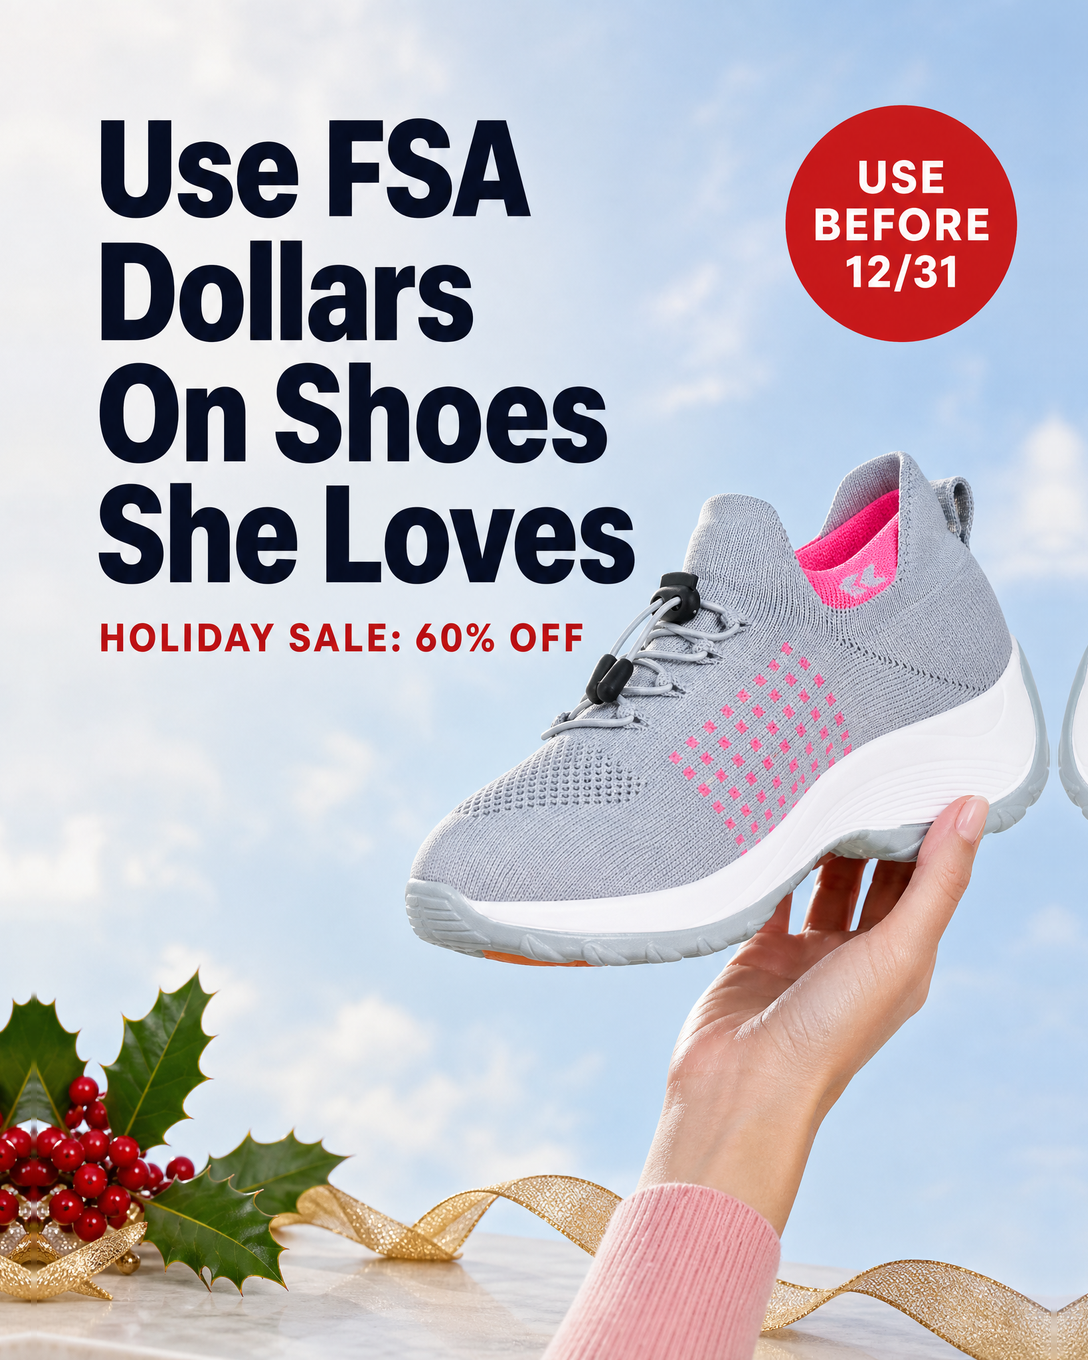 Use FSA
Dollars
On Shoes
She Loves
HOLIDAY SALE: 60% OFF
USE
BEFORE
12/31